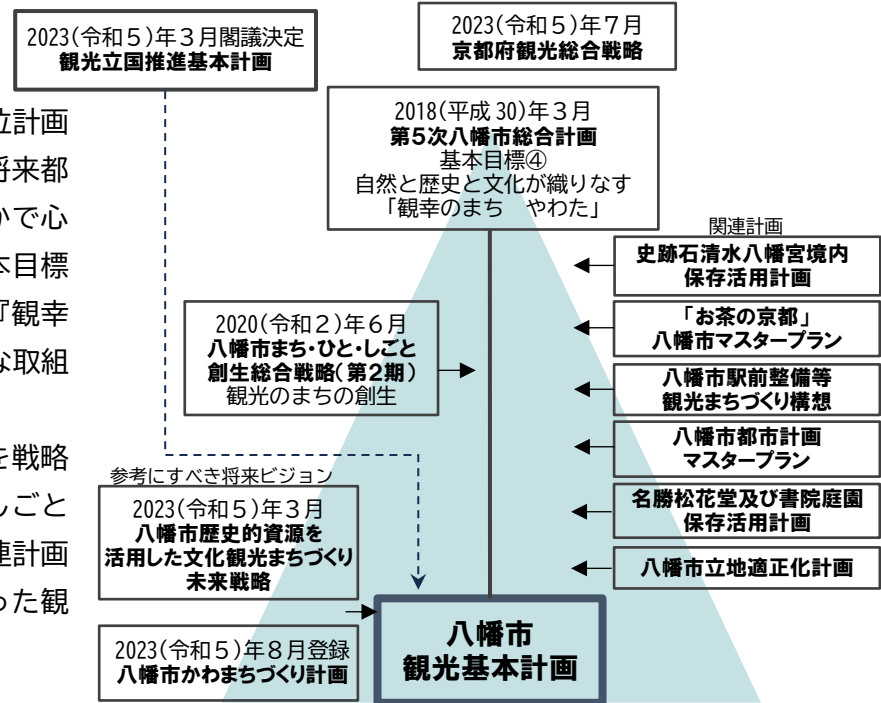 2023(令和5)年3月閣議決定
観光立国推進基本計画
2023(令和5)年7月
京都府観光総合戦略
2018(平成30)年3月
第5次八幡市総合計画
基本目標④
自然と歴史と文化が織りなす
「観幸のまち　やわた」
位計画
将来都
かで心
本目標
『観幸
な取組
を戦略
しごと
連計画
った観
2020(令和2)年6月
八幡市まち・ひと・しごと
創生総合戦略(第2期)
観光のまちの創生
参考にすべき将来ビジョン
2023(令和5)年3月
八幡市歴史的資源を
活用した文化観光まちづくり
未来戦略
2023(令和5)年8月登録
八幡市かわまちづくり計画
関連計画
史跡石清水八幡宮境内
保存活用計画
「お茶の京都」
八幡市マスタープラン
八幡市駅前整備等
観光まちづくり構想
八幡市都市計画
マスタープラン
名勝松花堂及び書院庭園
保存活用計画
八幡市立地適正化計画
八幡市
観光基本計画